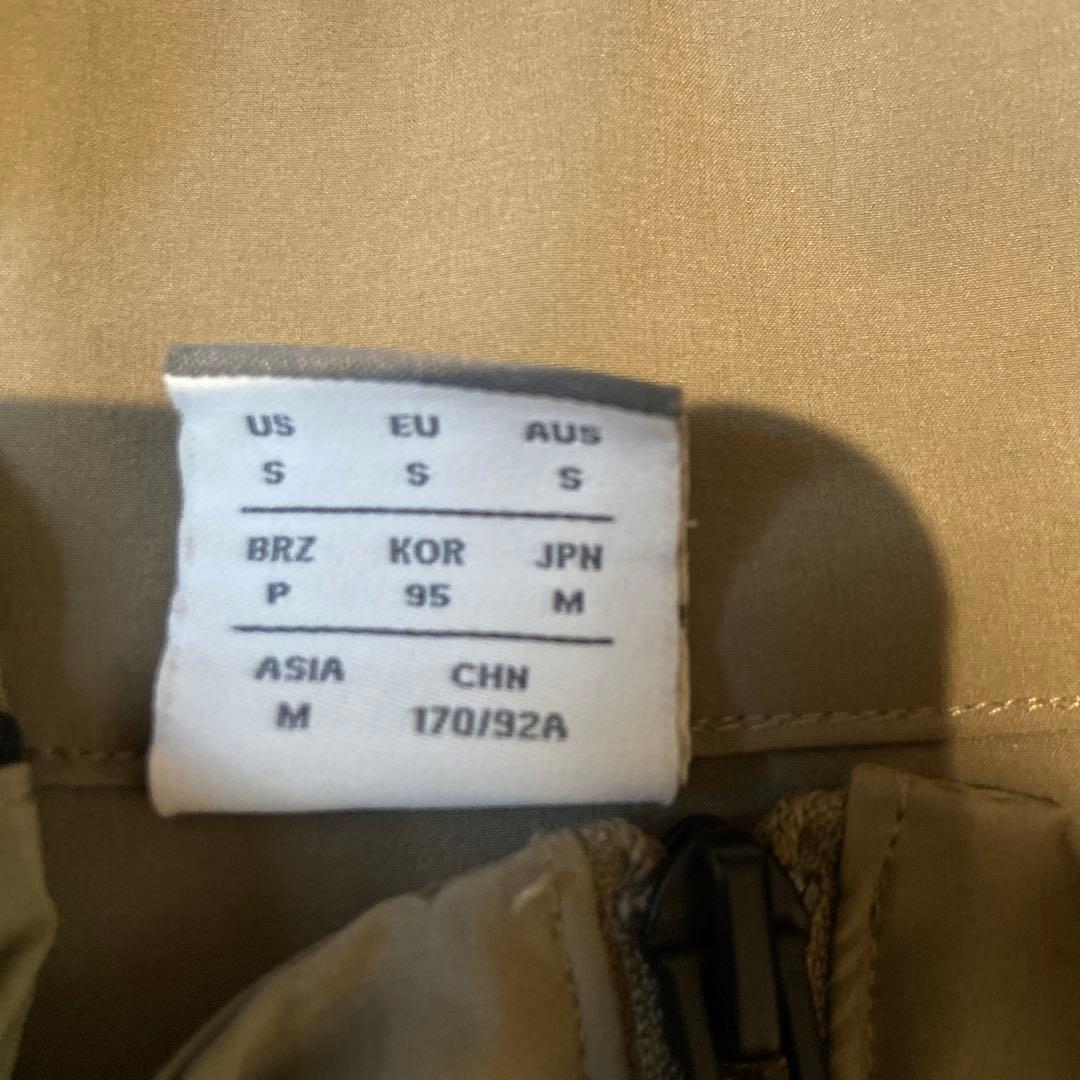 US EU AUS
S S S
BRZ KOR JPN
P 95 M
ASIA CHN
M 170/92A